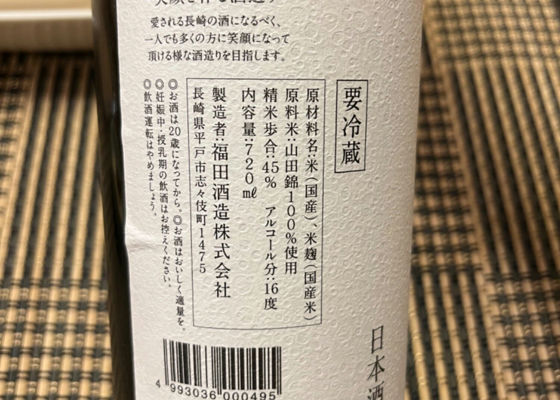 愛される長崎の酒になるべく、
一人でも多くの方に笑顔になって
頂ける様な酒造りを目指します。
要冷蔵
原材料名:米(国産)、米麹(国産米)
原料米:山田錦100%使用
精米歩合:45% アルコール分:16度
内容量:720ml
製造者:福田酒造株式会社
長崎県平戸市志々伎町1475
◎お酒は20歳になってから。◎お酒はおいしく適量を。
◎妊娠中・授乳期の飲酒はお控えください。
◎飲酒運転はやめましょう。
日本酒
4 993036 000495